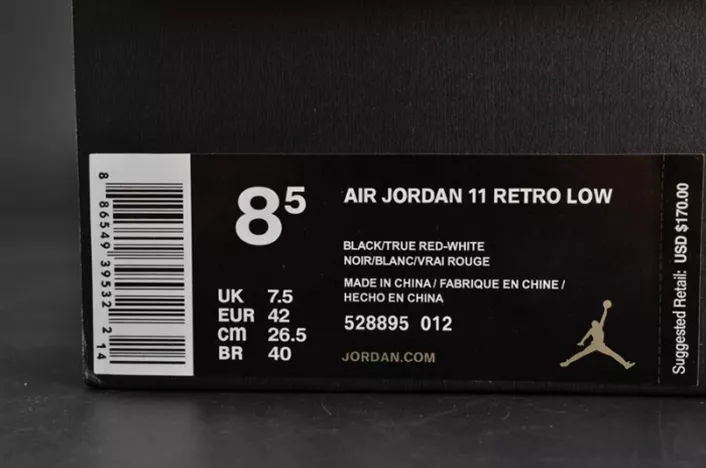 8 86549 39532 2 14
8⁵
UK 7.5
EUR 42
cm 26.5
BR 40
AIR JORDAN 11 RETRO LOW
BLACK/TRUE RED-WHITE
NOIR/BLANC/VRAI ROUGE
MADE IN CHINA / FABRIQUE EN CHINE /
HECHO EN CHINA
528895 012
JORDAN.COM
Suggested Retail: USD $170.00